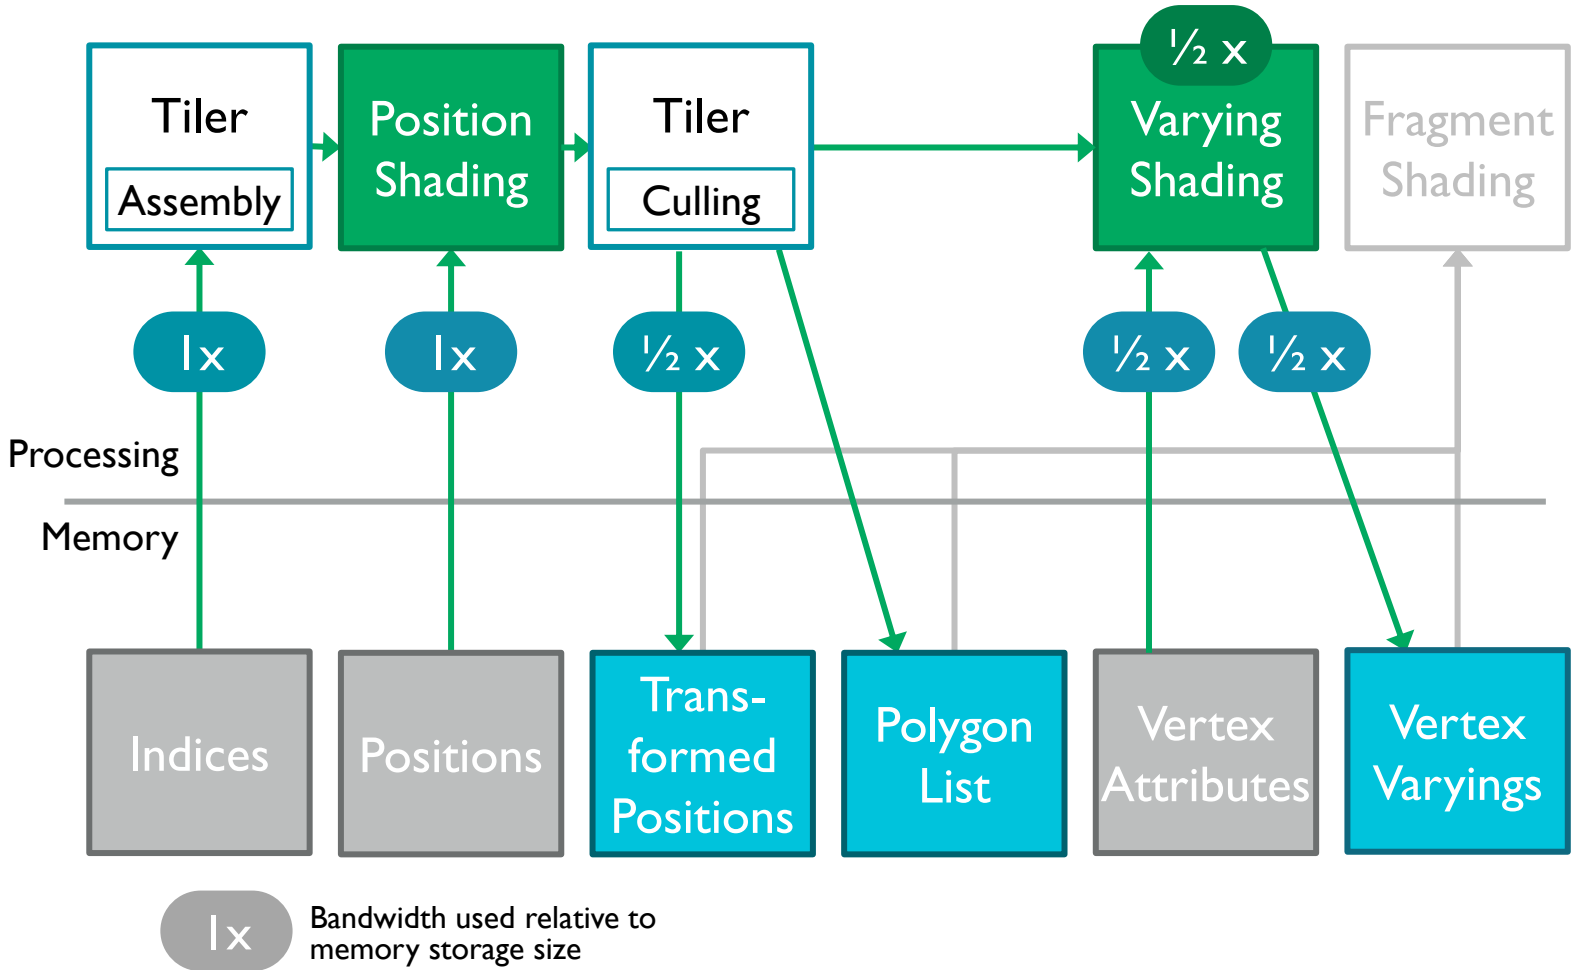 ½ x
Tiler
Assembly
Position
Shading
Tiler
Culling
Varying
Shading
Fragment
Shading
1x
1x
½ x
½ x
½ x
Processing
Memory
Indices
Positions
Trans-
formed
Positions
Polygon
List
Vertex
Attributes
Vertex
Varyings
1x
Bandwidth used relative to
memory storage size